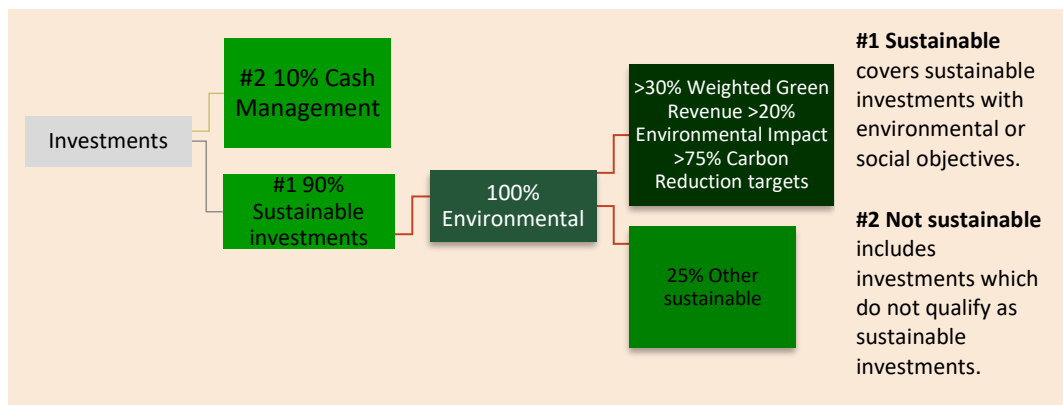 Investments
#2 10% Cash
Management
#1 90%
Sustainable
investments
100%
Environmental
>30% Weighted Green
Revenue >20%
Environmental Impact
>75% Carbon
Reduction targets
25% Other
sustainable
#1 Sustainable
covers sustainable
investments with
environmental or
social objectives.
#2 Not sustainable
includes
investments which
do not qualify as
sustainable
investments.